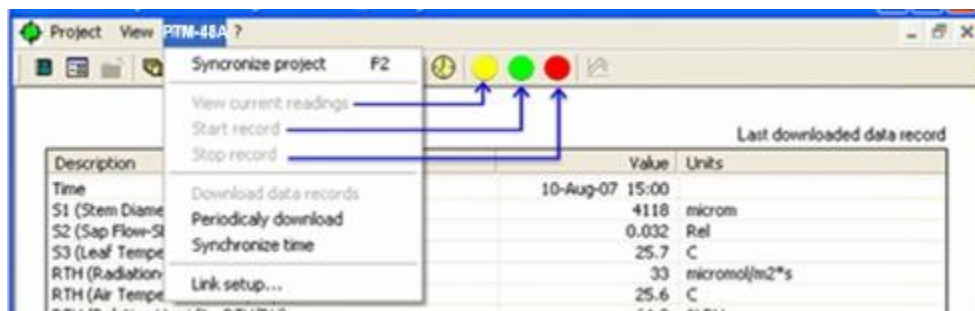 Project View PTM-48A ?
Syncronize project F2
View current readings
Start record
Stop record
Download data records
Periodicaly download
Synchronize time
Link setup...
Last downloaded data record
Description Value Units
Time 10-Aug-07 15:00
S1 (Stem Diame 4118 microm
S2 (Sap Flow-S 0.032 Rel
S3 (Leaf Tempe 25.7 C
RTH (Radiation- 33 micromol/m2*s
RTH (Air Tempe 25.6 C